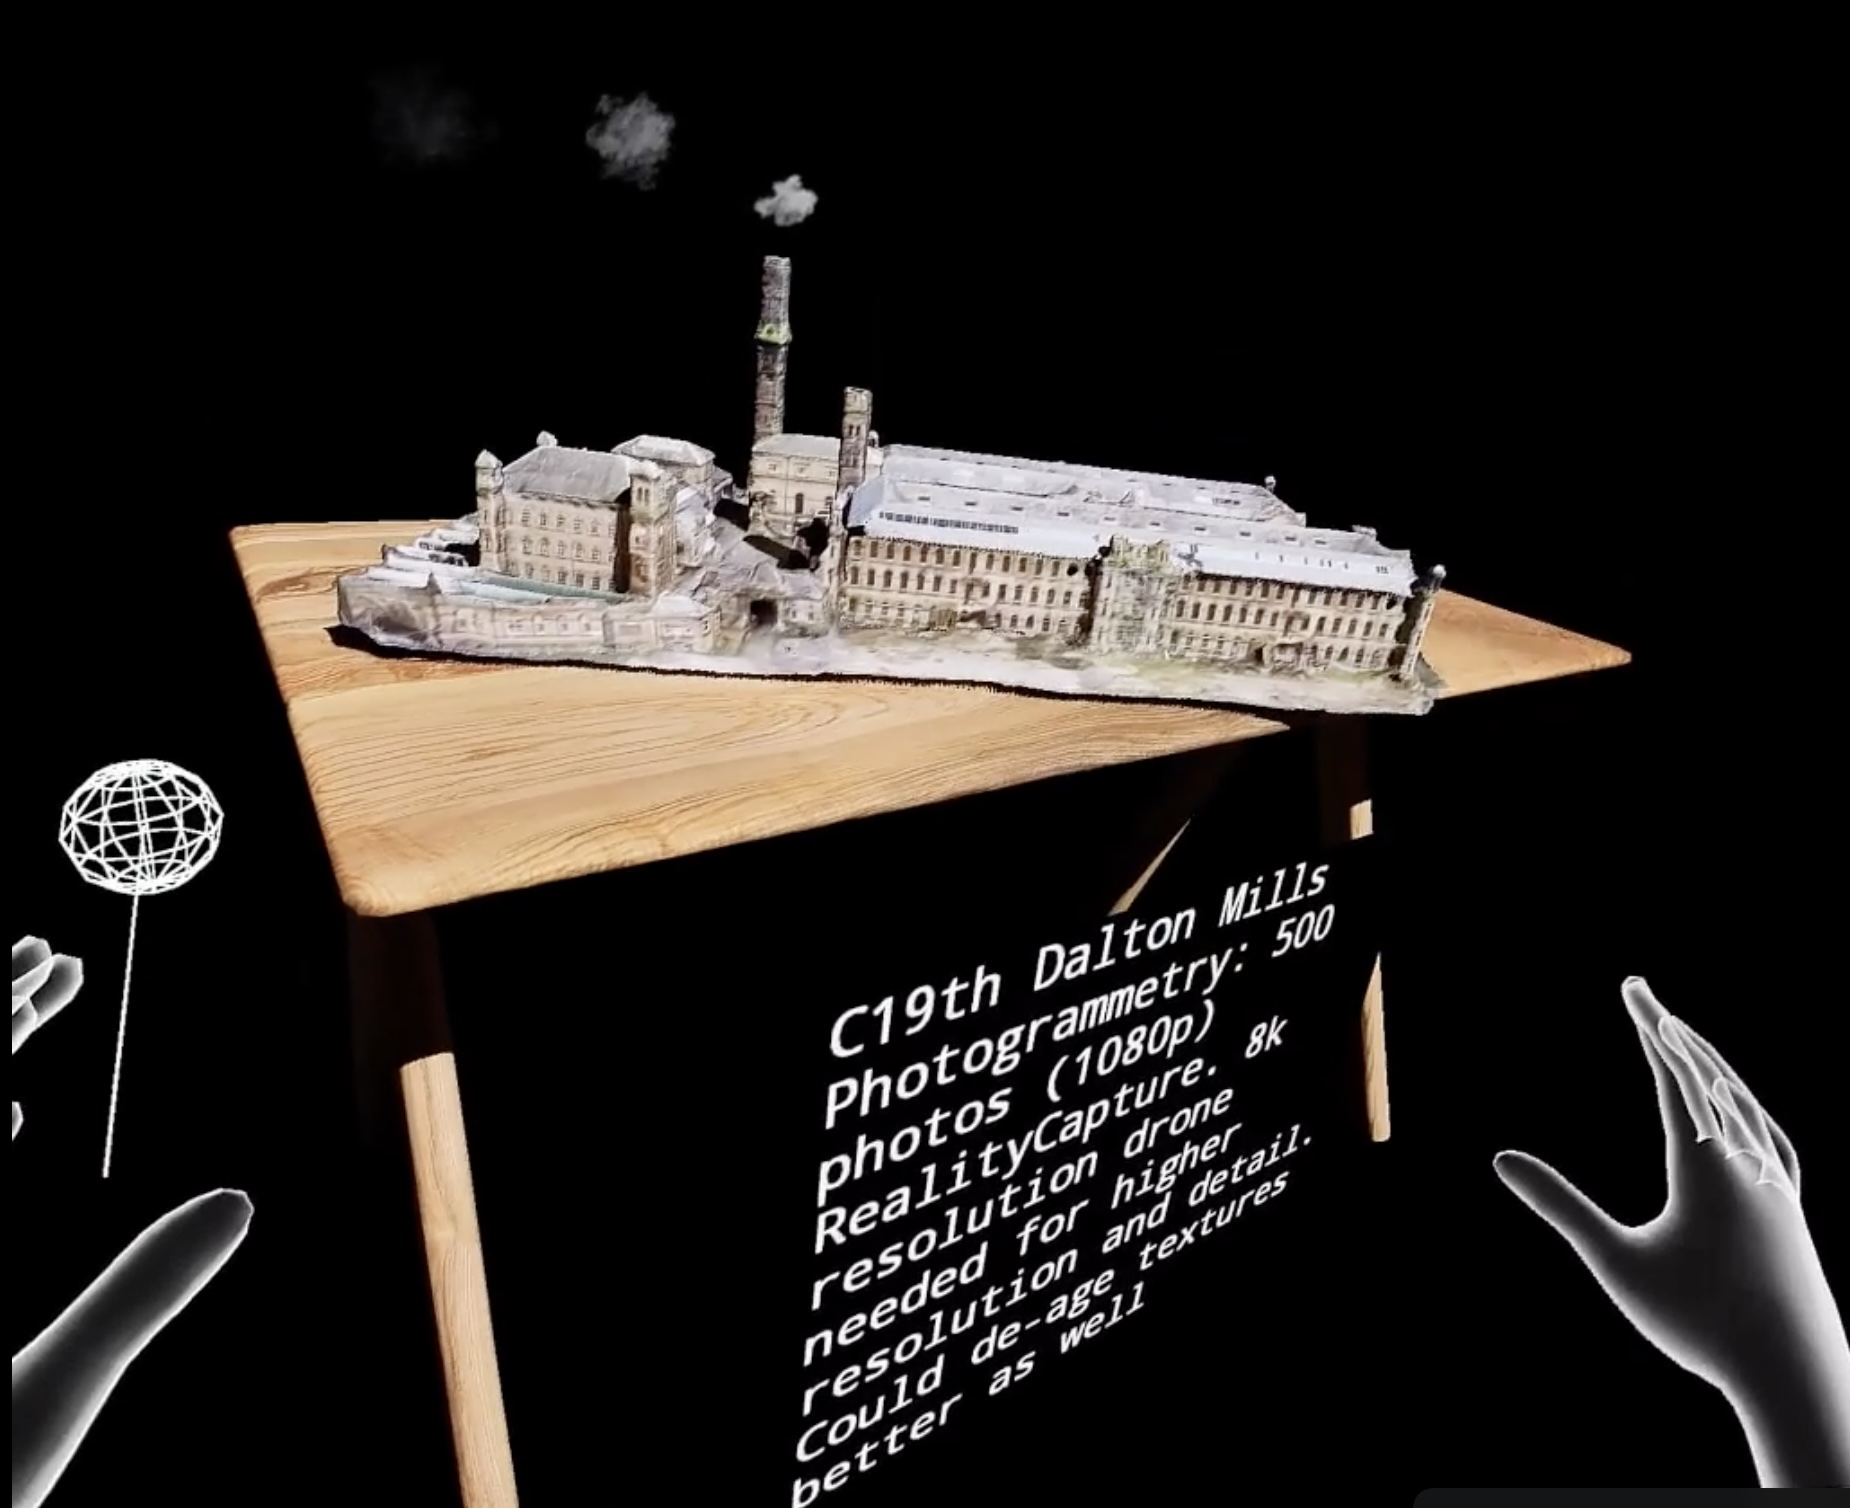 C19th Dalton Mills
Photogrammetry: 500
photos (1080p)
RealityCapture. 8k
resolution drone
needed for higher
resolution and detail.
Could de-age textures
better as well